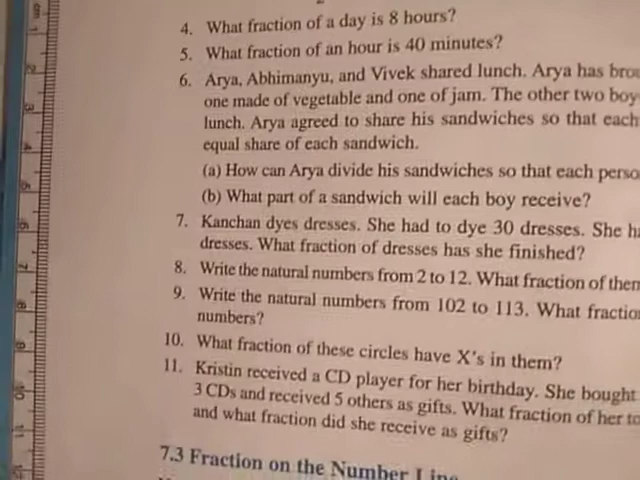 4. What fraction of a day is 8 hours?
5. What fraction of an hour is 40 minutes?
6. Arya, Abhimanyu, and Vivek shared lunch. Arya has
one made of vegetable and one of jam. The other two boy
lunch. Arya agreed to share his sandwiches so that each
equal share of each sandwich.
(a) How can Arya divide his sandwiches so that each perso
(b) What part of a sandwich will each boy receive?
7. Kanchan dyes dresses. She had to dye 30 dresses. She ha
dresses. What fraction of dresses has she finished?
8. Write the natural numbers from 2 to 12. What fraction of them
9. Write the natural numbers from 102 to 113. What fractio
numbers?
10. What fraction of these circles have X's in them?
11. Kristin received a CD player for her birthday. She bought
3 CDs and received 5 others as gifts. What fraction of her to
and what fraction did she receive as gifts?
7.3 Fraction on the Number Line